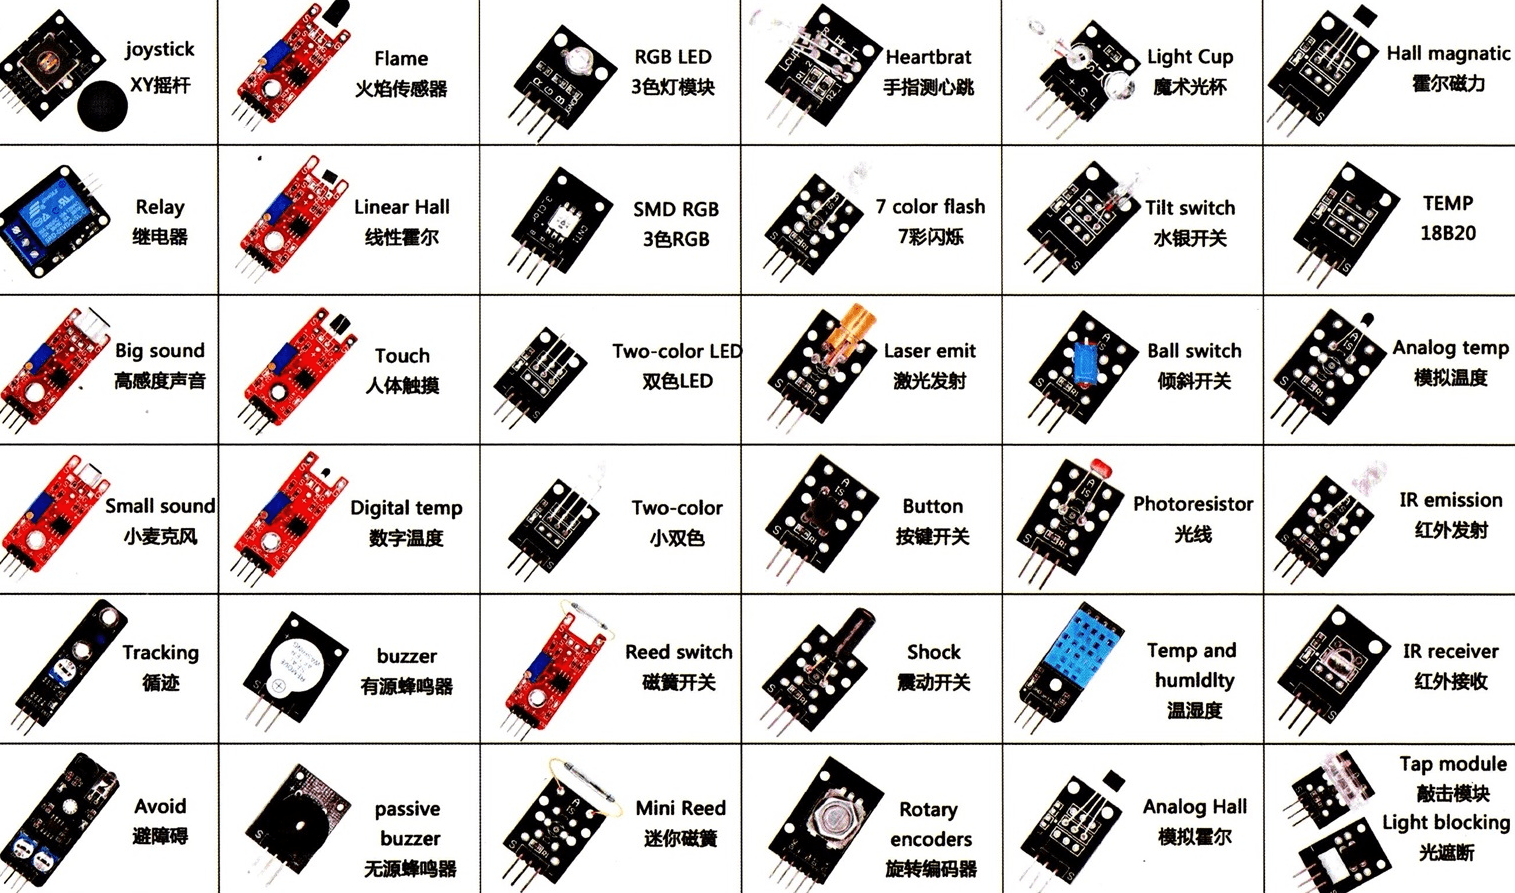 joystick
XY摇杆
Flame
火焰传感器
RGB LED
3色灯模块
Heartbrat
手指测心跳
Light Cup
魔术光杯
Hall magnatic
霍尔磁力
Relay
继电器
Linear Hall
线性霍尔
SMD RGB
3色RGB
7 color flash
7彩闪烁
Tilt switch
水银开关
TEMP
18B20
Big sound
高感度声音
Touch
人体触摸
Two-color LED
双色LED
Laser emit
激光发射
Ball switch
倾斜开关
Analog temp
模拟温度
Small sound
小麦克风
Digital temp
数字温度
Two-color
小双色
Button
按键开关
Photoresistor
光线
IR emission
红外发射
Tracking
循迹
buzzer
有源蜂鸣器
Reed switch
磁簧开关
Shock
震动开关
Temp and
humldlty
温湿度
IR receiver
红外接收
Avoid
避障碍
passive
buzzer
无源蜂鸣器
Mini Reed
迷你磁簧
Rotary
encoders
旋转编码器
Analog Hall
模拟霍尔
Tap module
敲击模块
Light blocking
光遮断